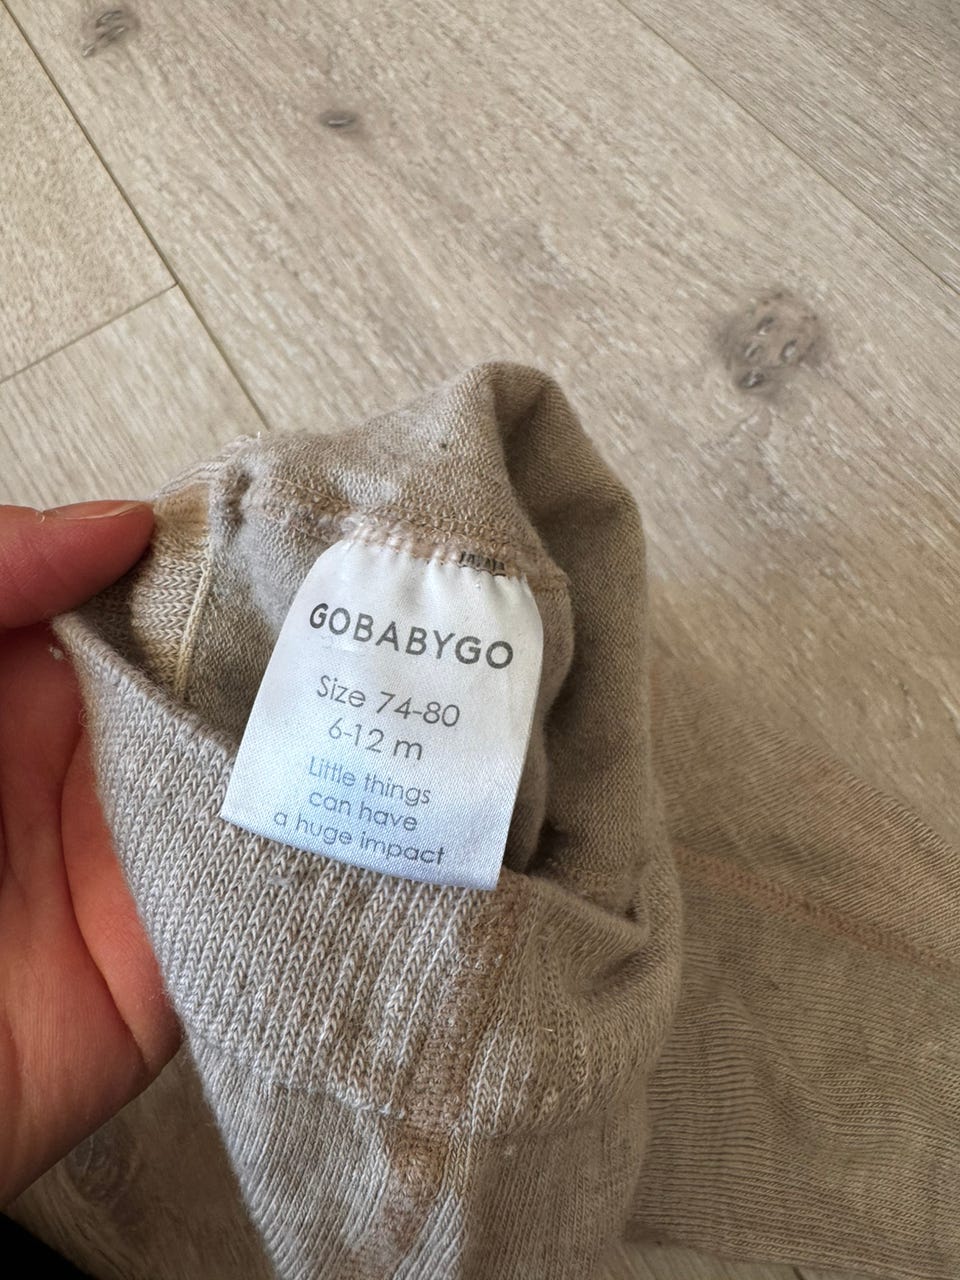 GOBABYGO
Size 74-80
6-12 m
Little things
can have
a huge impact